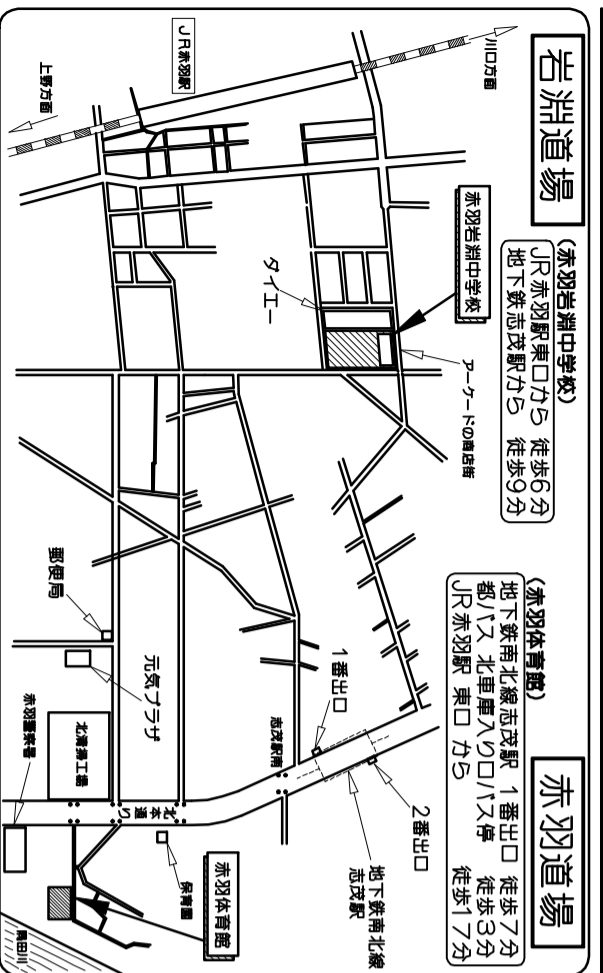 岩淵道場
(赤羽岩淵中学校)
JR赤羽駅東口から 徒歩6分
地下鉄志茂駅から 徒歩9分
赤羽道場
(赤羽体育館)
地下鉄南北線志茂駅 1番出口 徒歩7分
都バス 北車庫入り口バス停 徒歩3分
JR赤羽駅 東口 から 徒歩17分
川口方面
JR赤羽駅
上野方面
赤羽岩淵中学校
ダイエー
アーケードの商店街
1番出口
2番出口
地下鉄南北線
志茂駅
志茂駅南
郵便局
元気プラザ
北清掃工場
赤羽警察署
北本通り
保育園
赤羽体育館
隅田川